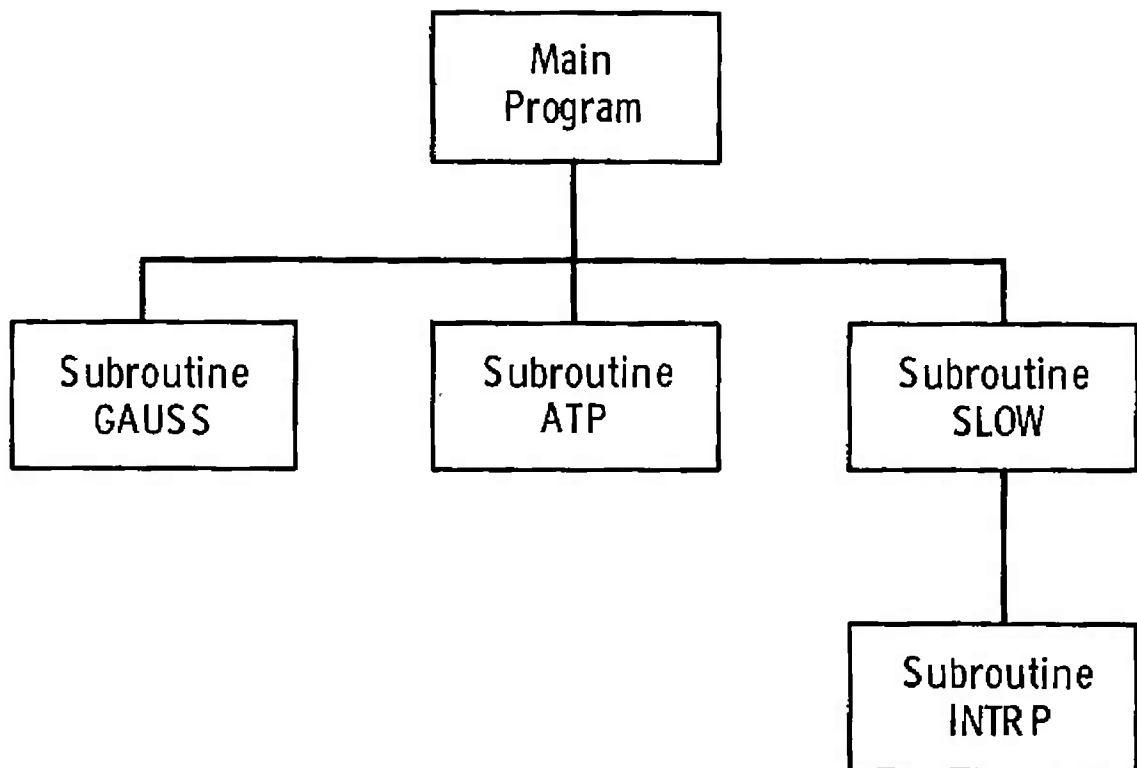 Main
Program
Subroutine
GAUSS
Subroutine
ATP
Subroutine
SLOW
Subroutine
INTRP